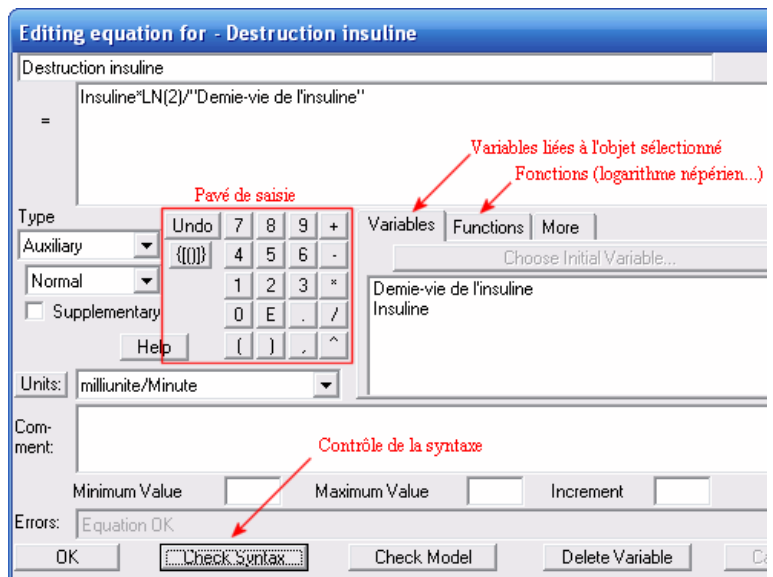 Editing equation for - Destruction insuline
Destruction insuline
=
Insuline*LN(2)/"Demie-vie de l'insuline"
Variables liées à l'objet sélectionné
Fonctions (logarithme népérien...)
Pavé de saisie
Type
Auxiliary
Normal
Supplementary
Help
Undo 7 8 9 +
{[()]} 4 5 6 -
1 2 3 *
0 E . /
( ) , ^
Variables Functions More
Choose Initial Variable...
Demie-vie de l'insuline
Insuline
Units: milliunite/Minute
Com-
ment:
Contrôle de la syntaxe
Minimum Value Maximum Value Increment
Errors: Equation OK
OK Check Syntax Check Model Delete Variable Ca